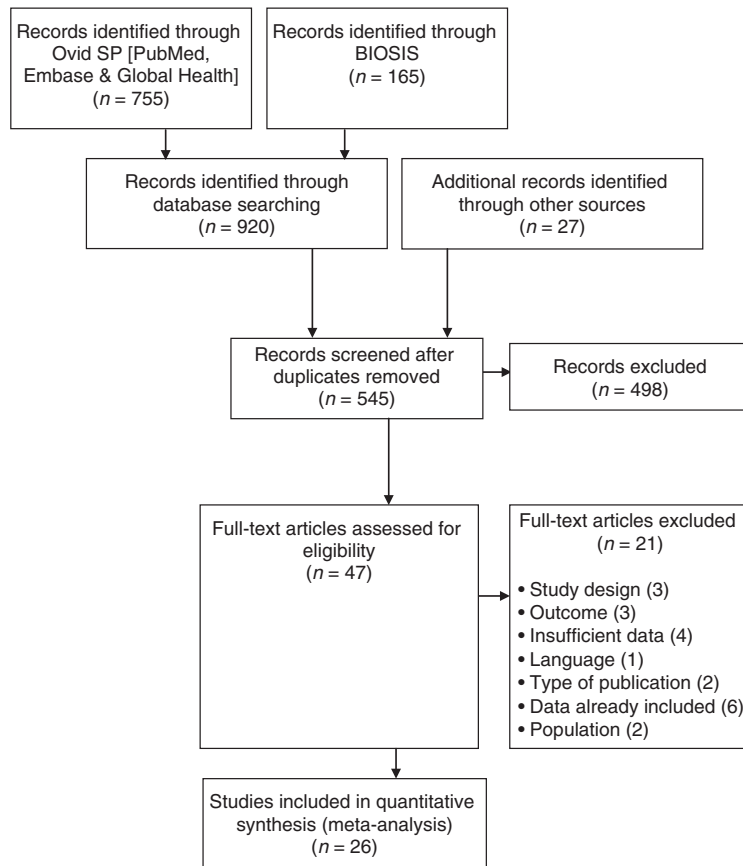 Records identified through
Ovid SP [PubMed,
Embase & Global Health]
(n = 755)
Records identified through
BIOSIS
(n = 165)
Records identified through
database searching
(n = 920)
Additional records identified
through other sources
(n = 27)
Records screened after
duplicates removed
(n = 545)
Records excluded
(n = 498)
Full-text articles assessed for
eligibility
(n = 47)
Full-text articles excluded
(n = 21)
• Study design (3)
• Outcome (3)
• Insufficient data (4)
• Language (1)
• Type of publication (2)
• Data already included (6)
• Population (2)
Studies included in quantitative
synthesis (meta-analysis)
(n = 26)